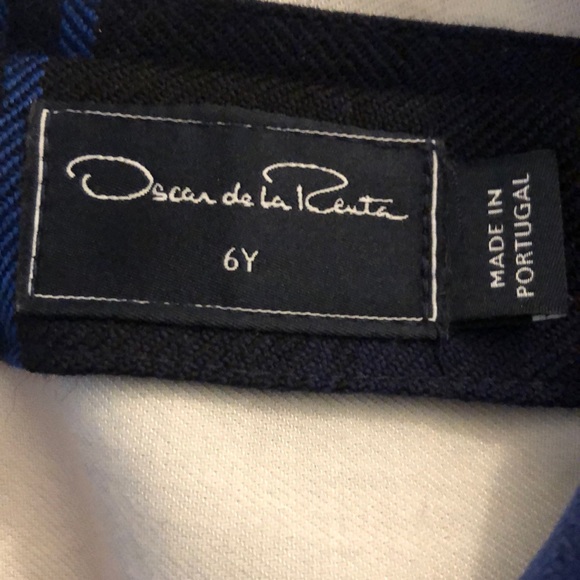 Oscar de la Renta
6Y
MADE IN
PORTUGAL